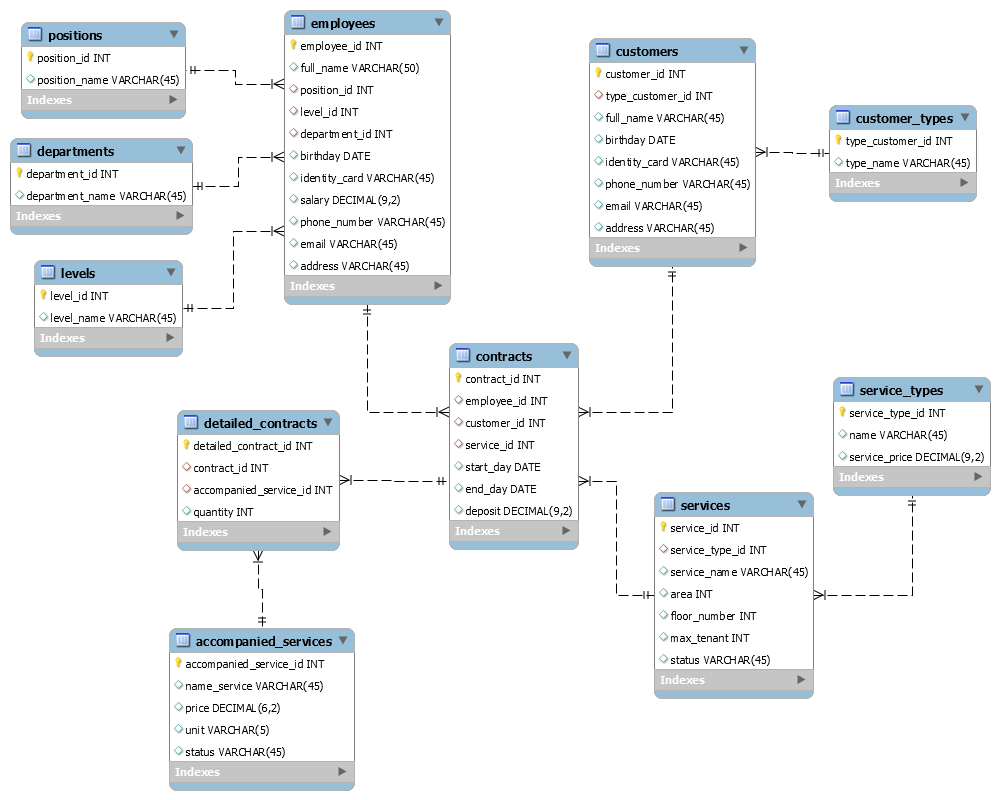 positions
position_id INT
position_name VARCHAR(45)
Indexes
departments
department_id INT
department_name VARCHAR(45)
Indexes
levels
level_id INT
level_name VARCHAR(45)
Indexes
employees
employee_id INT
full_name VARCHAR(50)
position_id INT
level_id INT
department_id INT
birthday DATE
identity_card VARCHAR(45)
salary DECIMAL(9,2)
phone_number VARCHAR(45)
email VARCHAR(45)
address VARCHAR(45)
Indexes
customers
customer_id INT
type_customer_id INT
full_name VARCHAR(45)
birthday DATE
identity_card VARCHAR(45)
phone_number VARCHAR(45)
email VARCHAR(45)
address VARCHAR(45)
Indexes
customer_types
type_customer_id INT
type_name VARCHAR(45)
Indexes
contracts
contract_id INT
employee_id INT
customer_id INT
service_id INT
start_day DATE
end_day DATE
deposit DECIMAL(9,2)
Indexes
detailed_contracts
detailed_contract_id INT
contract_id INT
accompanied_service_id INT
quantity INT
Indexes
service_types
service_type_id INT
name VARCHAR(45)
service_price DECIMAL(9,2)
Indexes
services
service_id INT
service_type_id INT
service_name VARCHAR(45)
area INT
floor_number INT
max_tenant INT
status VARCHAR(45)
Indexes
accompanied_services
accompanied_service_id INT
name_service VARCHAR(45)
price DECIMAL(6,2)
unit VARCHAR(5)
status VARCHAR(45)
Indexes